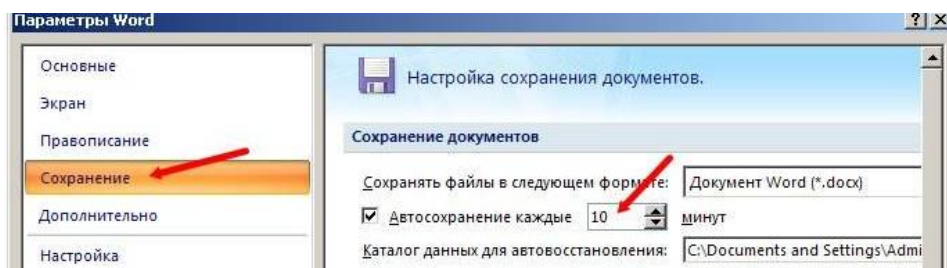 Параметры Word
Основные
Экран
Правописание
Сохранение
Дополнительно
Настройка
Настройка сохранения документов.
Сохранение документов
Сохранять файлы в следующем формате: Документ Word (*.docx)
Автосохранение каждые 10 минут
Каталог данных для автовосстановления: C:\Documents and Settings\Admi